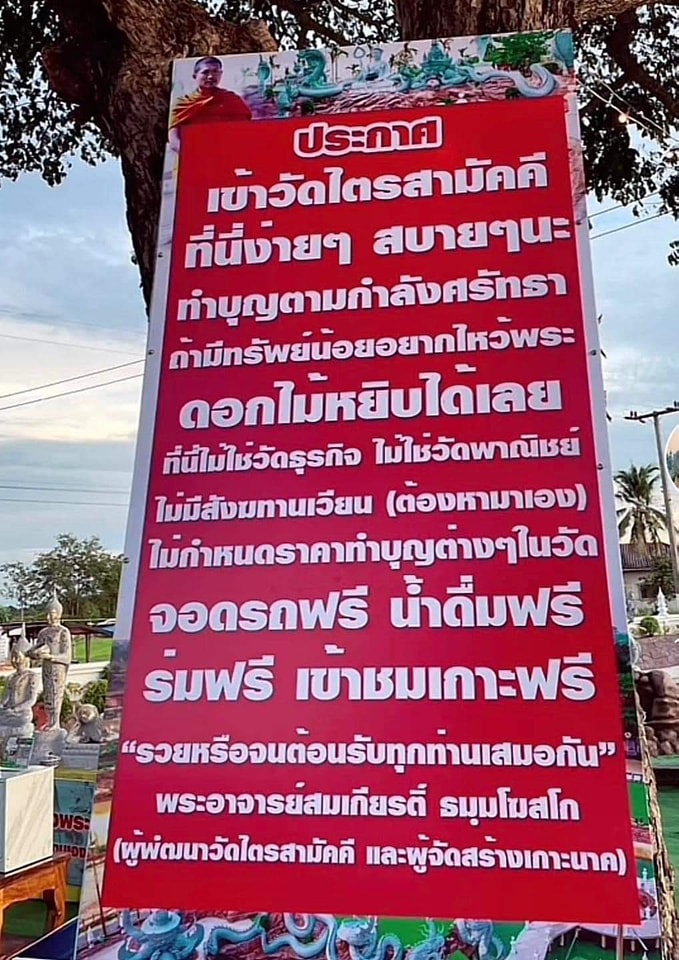 ประกาศ
เข้าวัดไตรสามัคคี
ที่นี่ง่ายๆ สบายๆนะ
ทำบุญตามกำลังศรัทธา
ถ้ามีทรัพย์น้อยอยากไหว้พระ
ดอกไม้หยิบได้เลย
ที่นี้ไม่ใช่วัดธุรกิจ ไม่ใช่วัดพาณิชย์
ไม่มีสังฆทานเวียน (ต้องหามาเอง)
ไม่กำหนดราคาทำบุญต่างๆในวัด
จอดรถฟรี น้ำดื่มฟรี
ร่มฟรี เข้าชมเกาะฟรี
“รวยหรือจนต้อนรับทุกท่านเสมอกัน”
พระอาจารย์สมเกียรติ์ ธมฺมโฆสโก
(ผู้พัฒนาวัดไตรสามัคคี และผู้จัดสร้างเกาะนาค)